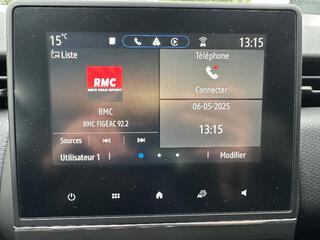 15°C
13:15
Liste
Téléphone
RMC
INFO TALK SPORT
Connecter
RMC
06-05-2025
RMC FIGEAC 92.2
13:15
Sources
Utilisateur 1
Modifier